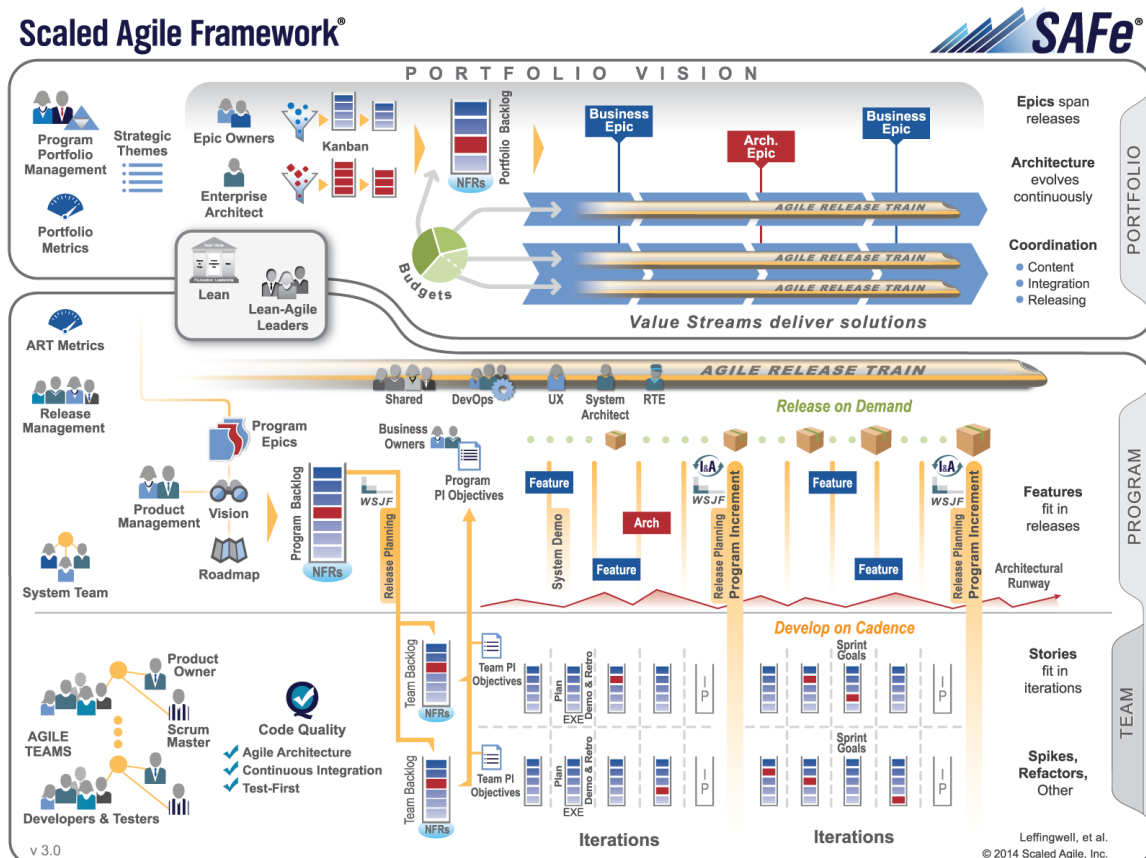 Scaled Agile Framework®
SAFe®
PORTFOLIO VISION
Program
Portfolio
Management
Strategic
Themes
Portfolio
Metrics
Epic Owners
Enterprise
Architect
Kanban
Portfolio Backlog
NFRs
Budgets
Business
Epic
Arch.
Epic
Business
Epic
AGILE RELEASE TRAIN
AGILE RELEASE TRAIN
AGILE RELEASE TRAIN
Value Streams deliver solutions
Epics span
releases
Architecture
evolves
continuously
Coordination
Content
Integration
Releasing
PORTFOLIO
Lean
Lean-Agile
Leaders
ART Metrics
Release
Management
Program
Epics
Product
Management
Vision
Roadmap
System Team
Program Backlog
NFRs
WSJF
Release Planning
AGILE RELEASE TRAIN
Shared
DevOps
UX
System
Architect
RTE
Release on Demand
Business
Owners
Program
PI Objectives
Feature
System Demo
Feature
Arch
I&A
WSJF
Release Planning
Program Increment
Feature
Feature
I&A
WSJF
Release Planning
Program Increment
Architectural
Runway
Features
fit in
releases
PROGRAM
Develop on Cadence
AGILE
TEAMS
Product
Owner
Scrum
Master
Developers & Testers
Code Quality
Agile Architecture
Continuous Integration
Test-First
Team Backlog
NFRs
Team PI
Objectives
Plan
EXE
Demo & Retro
I P
Sprint
Goals
I P
Stories
fit in
iterations
Team Backlog
NFRs
Team PI
Objectives
Plan
EXE
Demo & Retro
I P
Sprint
Goals
I P
Spikes,
Refactors,
Other
Iterations
Iterations
TEAM
v 3.0
Leffingwell, et al.
© 2014 Scaled Agile, Inc.